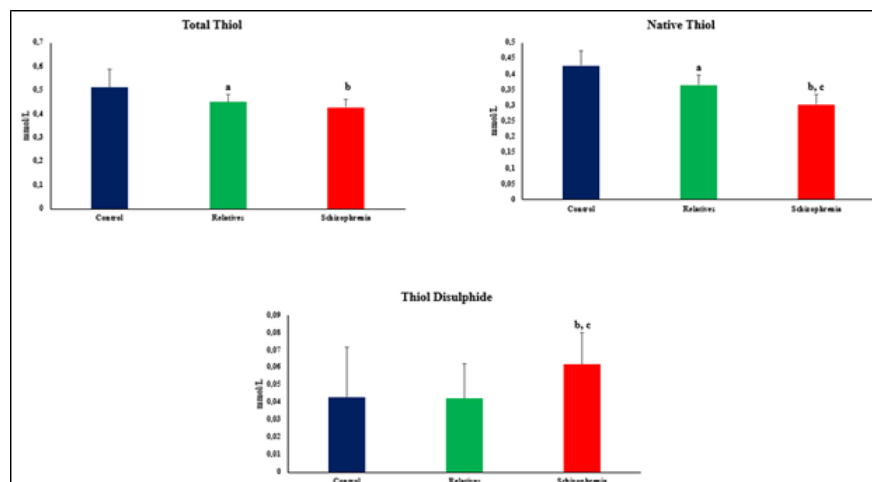 Total Thiol
0,7
0,6
0,5
0,4
0,3
0,2
0,1
0
mmol/L
a
b
Control
Relatives
Schizophrenia
Native Thiol
0,5
0,45
0,4
0,35
0,3
0,25
0,2
0,15
0,1
0,05
0
mmol/L
a
b, c
Control
Relatives
Schizophrenia
Thiol Disulphide
0,09
0,08
0,07
0,06
0,05
0,04
0,03
0,02
0,01
0
mmol/L
b, c
Control
Relatives
Schizophrenia